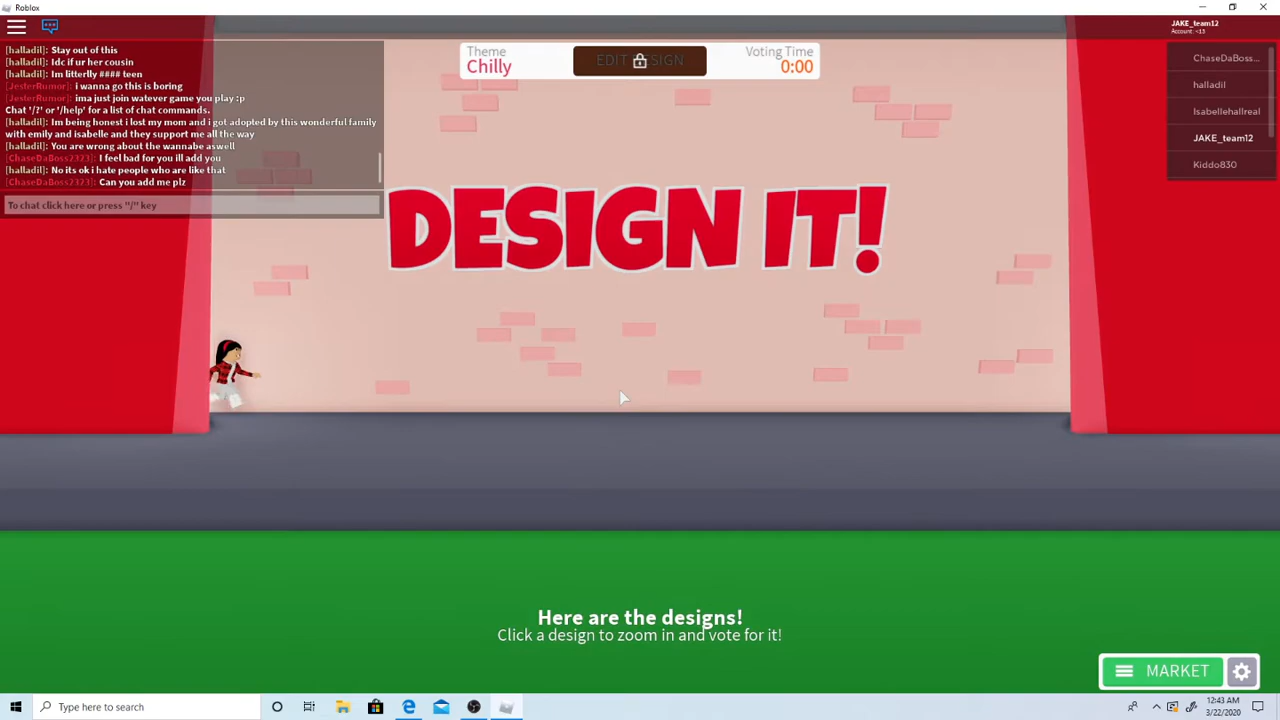 Roblox
JAKE_team12
Account: <13
[halladil]: Stay out of this
[halladil]: Idc if ur her cousin
[halladil]: Im litterlly #### teen
[JesterRumor]: i wanna go this is boring
[JesterRumor]: ima just join watever game you play :p
Chat '/?' or '/help' for a list of chat commands.
[halladil]: Im being honest i lost my mom and i got adopted by this wonderful family
with emily and isabelle and they support me all the way
[halladil]: You are wrong about the wannabe aswell
[ChaseDaBoss2323]: I feel bad for you ill add you
[halladil]: No its ok i hate people who are like that
[ChaseDaBoss2323]: Can you add me plz
To chat click here or press "/" key
Theme
Chilly
EDIT DESIGN
Voting Time
0:00
ChaseDaBoss...
halladil
Isabellehallreal
JAKE_team12
Kiddo830
DESIGN IT!
Here are the designs!
Click a design to zoom in and vote for it!
MARKET
Type here to search
12:43 AM
3/22/2020